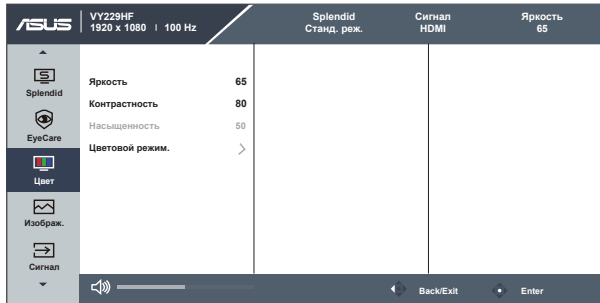 ASUS
VY229HF
1920 x 1080 | 100 Hz
Splendid
Станд. реж.
Сигнал
HDMI
Яркость
65
Splendid
EyeCare
Цвет
Изображ.
Сигнал
Яркость 65
Контрастность 80
Насыщенность 50
Цветовой режим.
Back/Exit
Enter